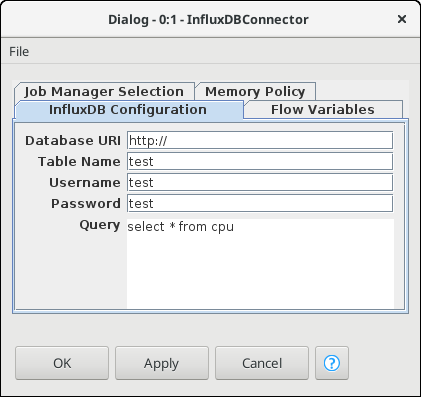 Dialog - 0:1 - InfluxDBConnector
File
Job Manager Selection Memory Policy
InfluxDB Configuration Flow Variables
Database URI http://
Table Name test
Username test
Password test
Query select * from cpu
OK Apply Cancel ?